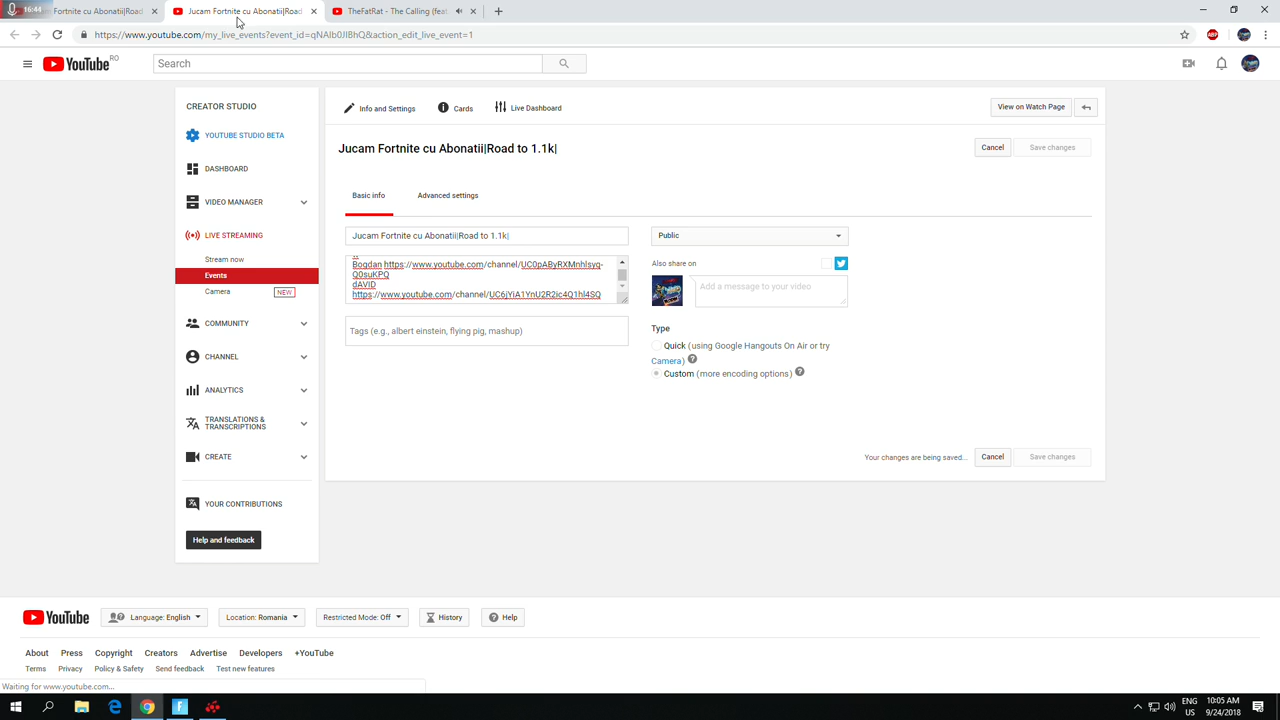 16:44
Fortnite cu Abonatii|Road
Jucam Fortnite cu Abonatii|Road
TheFatRat - The Calling (feat
https://www.youtube.com/my_live_events?event_id=qNAlb0JlBhQ&action_edit_live_event=1
ABP
YouTube RO
Search
CREATOR STUDIO
YOUTUBE STUDIO BETA
DASHBOARD
VIDEO MANAGER
LIVE STREAMING
Stream now
Events
Camera NEW
COMMUNITY
CHANNEL
ANALYTICS
TRANSLATIONS &
TRANSCRIPTIONS
CREATE
YOUR CONTRIBUTIONS
Help and feedback
Info and Settings
Cards
Live Dashboard
View on Watch Page
Jucam Fortnite cu Abonatii|Road to 1.1k|
Cancel
Save changes
Basic info
Advanced settings
Jucam Fortnite cu Abonatii|Road to 1.1k|
Bogdan https://www.youtube.com/channel/UC0pAByRXMnhlsyq-
Q0suKPQ
dAVID
https://www.youtube.com/channel/UC6jYiA1YnU2R2ic4Q1hl4SQ
Tags (e.g., albert einstein, flying pig, mashup)
Public
Also share on
Add a message to your video
Type
Quick (using Google Hangouts On Air or try
Camera) ?
Custom (more encoding options) ?
Your changes are being saved...
Cancel
Save changes
YouTube
Language: English
Location: Romania
Restricted Mode: Off
History
Help
About Press Copyright Creators Advertise Developers +YouTube
Terms Privacy Policy & Safety Send feedback Test new features
Waiting for www.youtube.com...
ENG
US
10:05 AM
9/24/2018